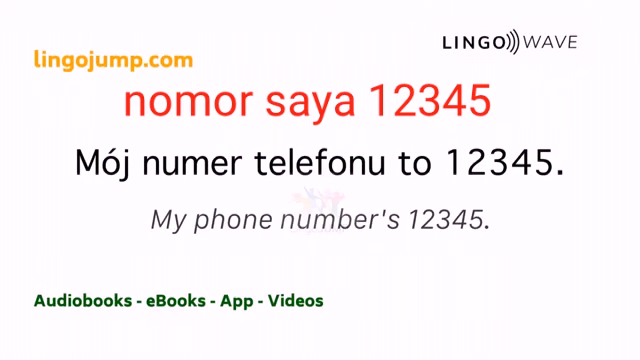 LINGO WAVE
lingojump.com
nomor saya 12345
Mój numer telefonu to 12345.
My phone number's 12345.
Audiobooks - eBooks - App - Videos